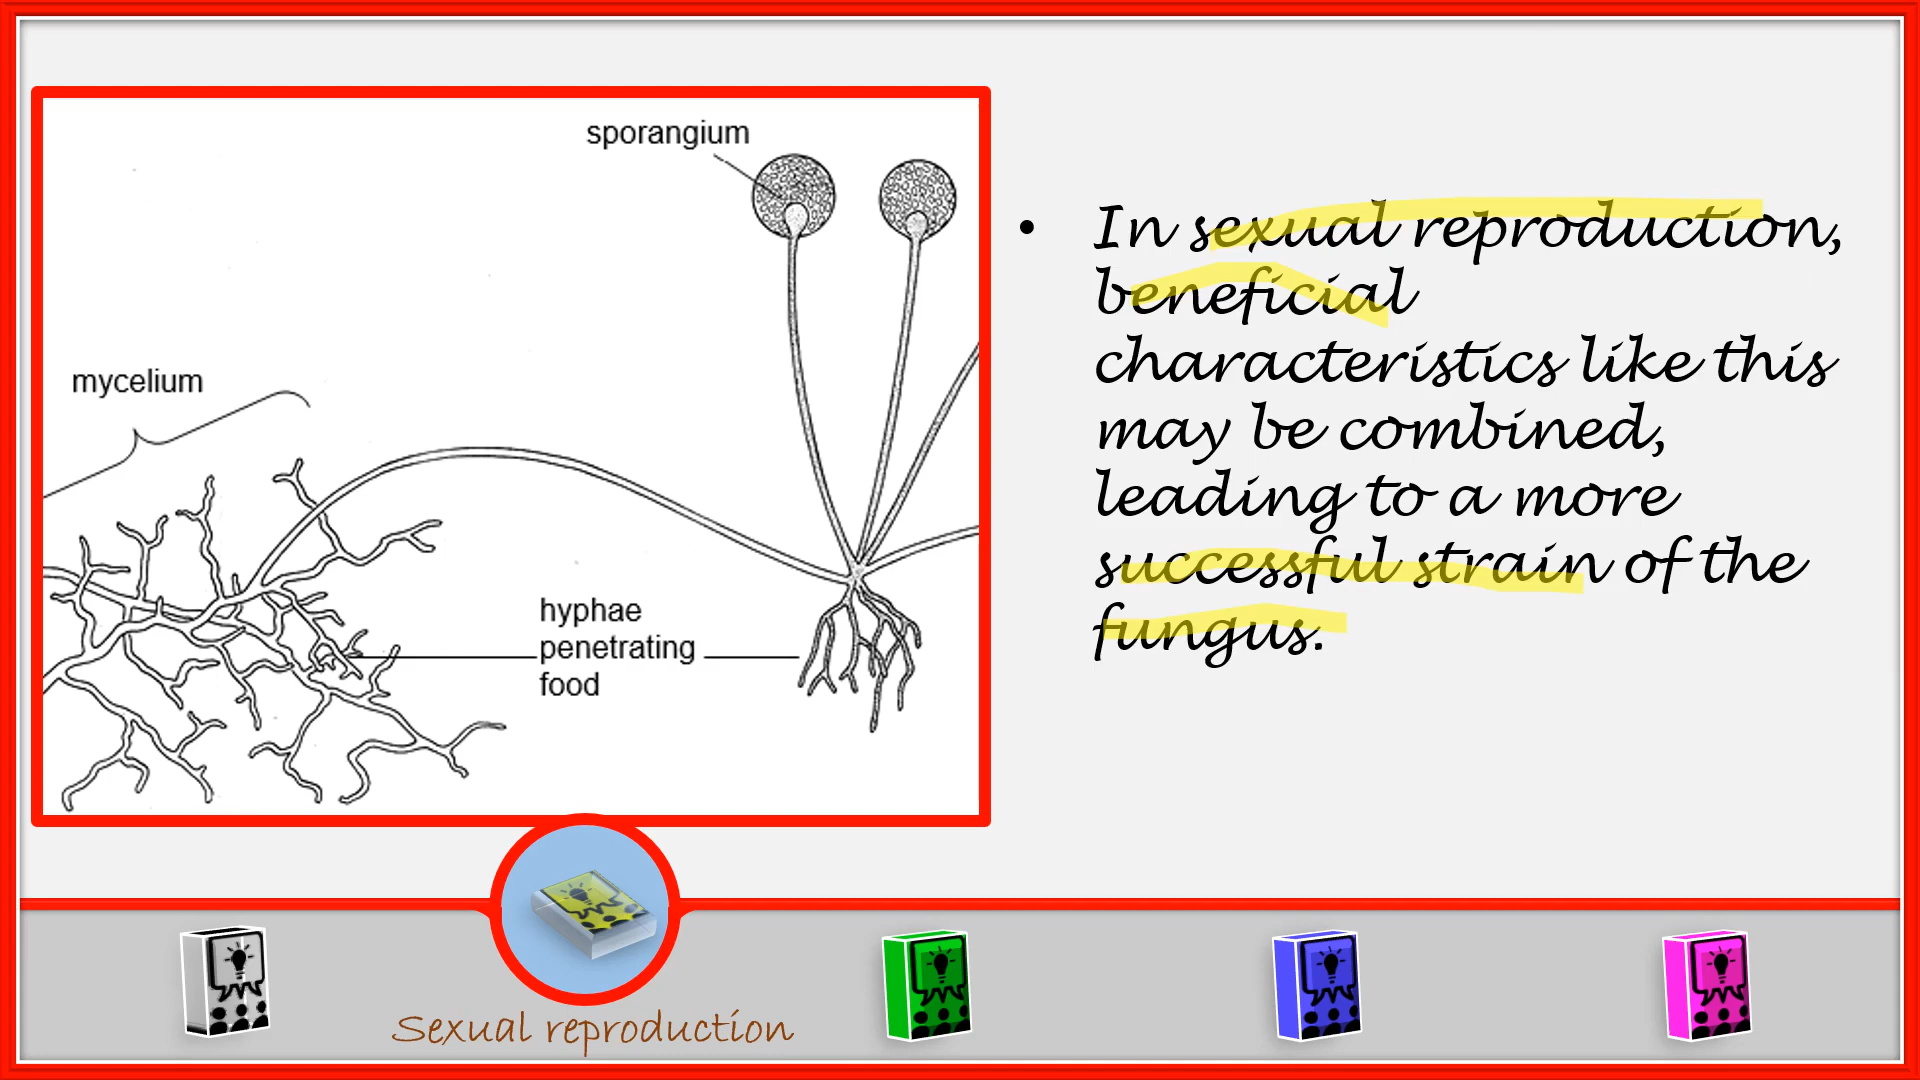 sporangium
mycelium
hyphae
penetrating
food
• In sexual reproduction,
beneficial
characteristics like this
may be combined,
leading to a more
successful strain of the
fungus.
Sexual reproduction